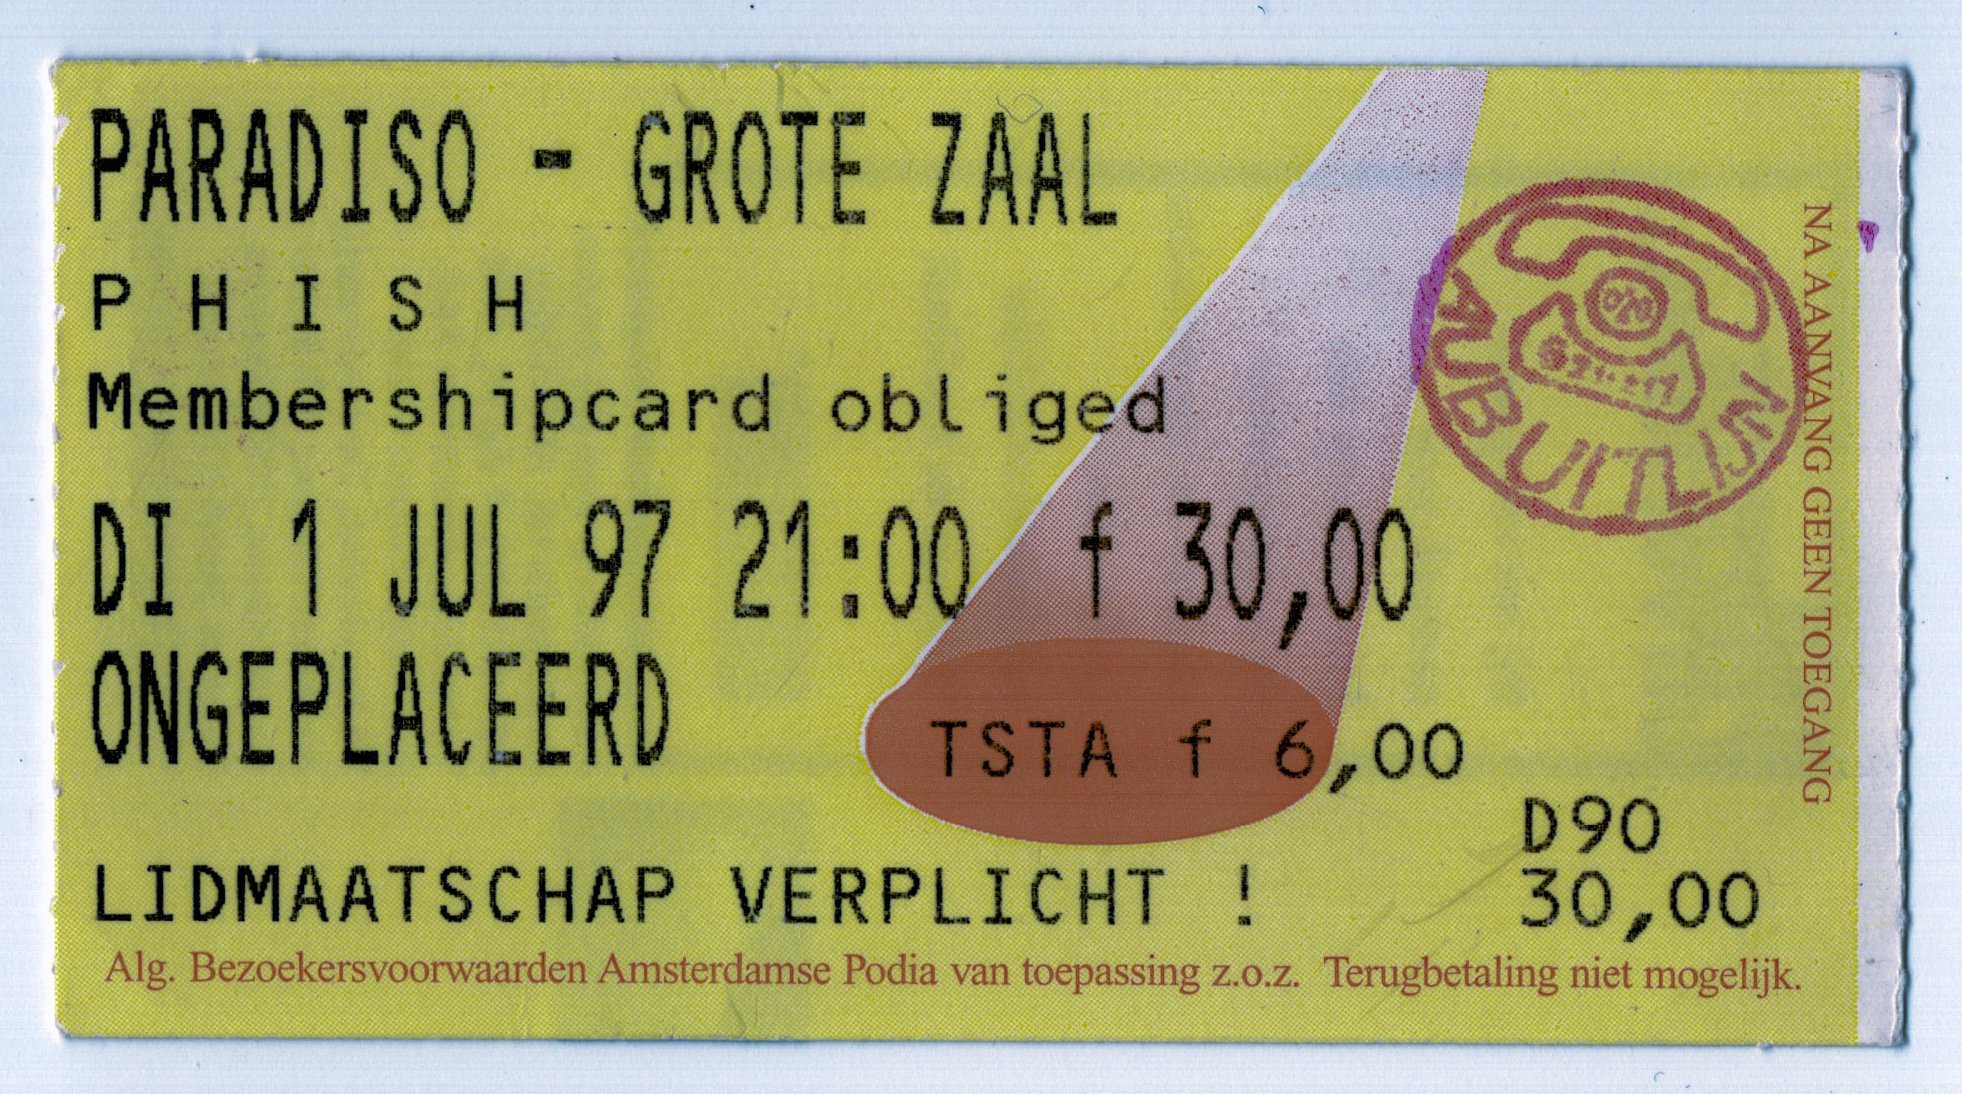 PARADISO - GROTE ZAAL
P H I S H
Membershipcard obliged
DI 1 JUL 97 21:00 f 30,00
ONGEPLACEERD
TSTA f 6,00
D90
LIDMAATSCHAP VERPLICHT ! 30,00
Alg. Bezoekersvoorwaarden Amsterdamse Podia van toepassing z.o.z. Terugbetaling niet mogelijk.
NA AANVANG GEEN TOEGANG
AUB UITLIJN
020